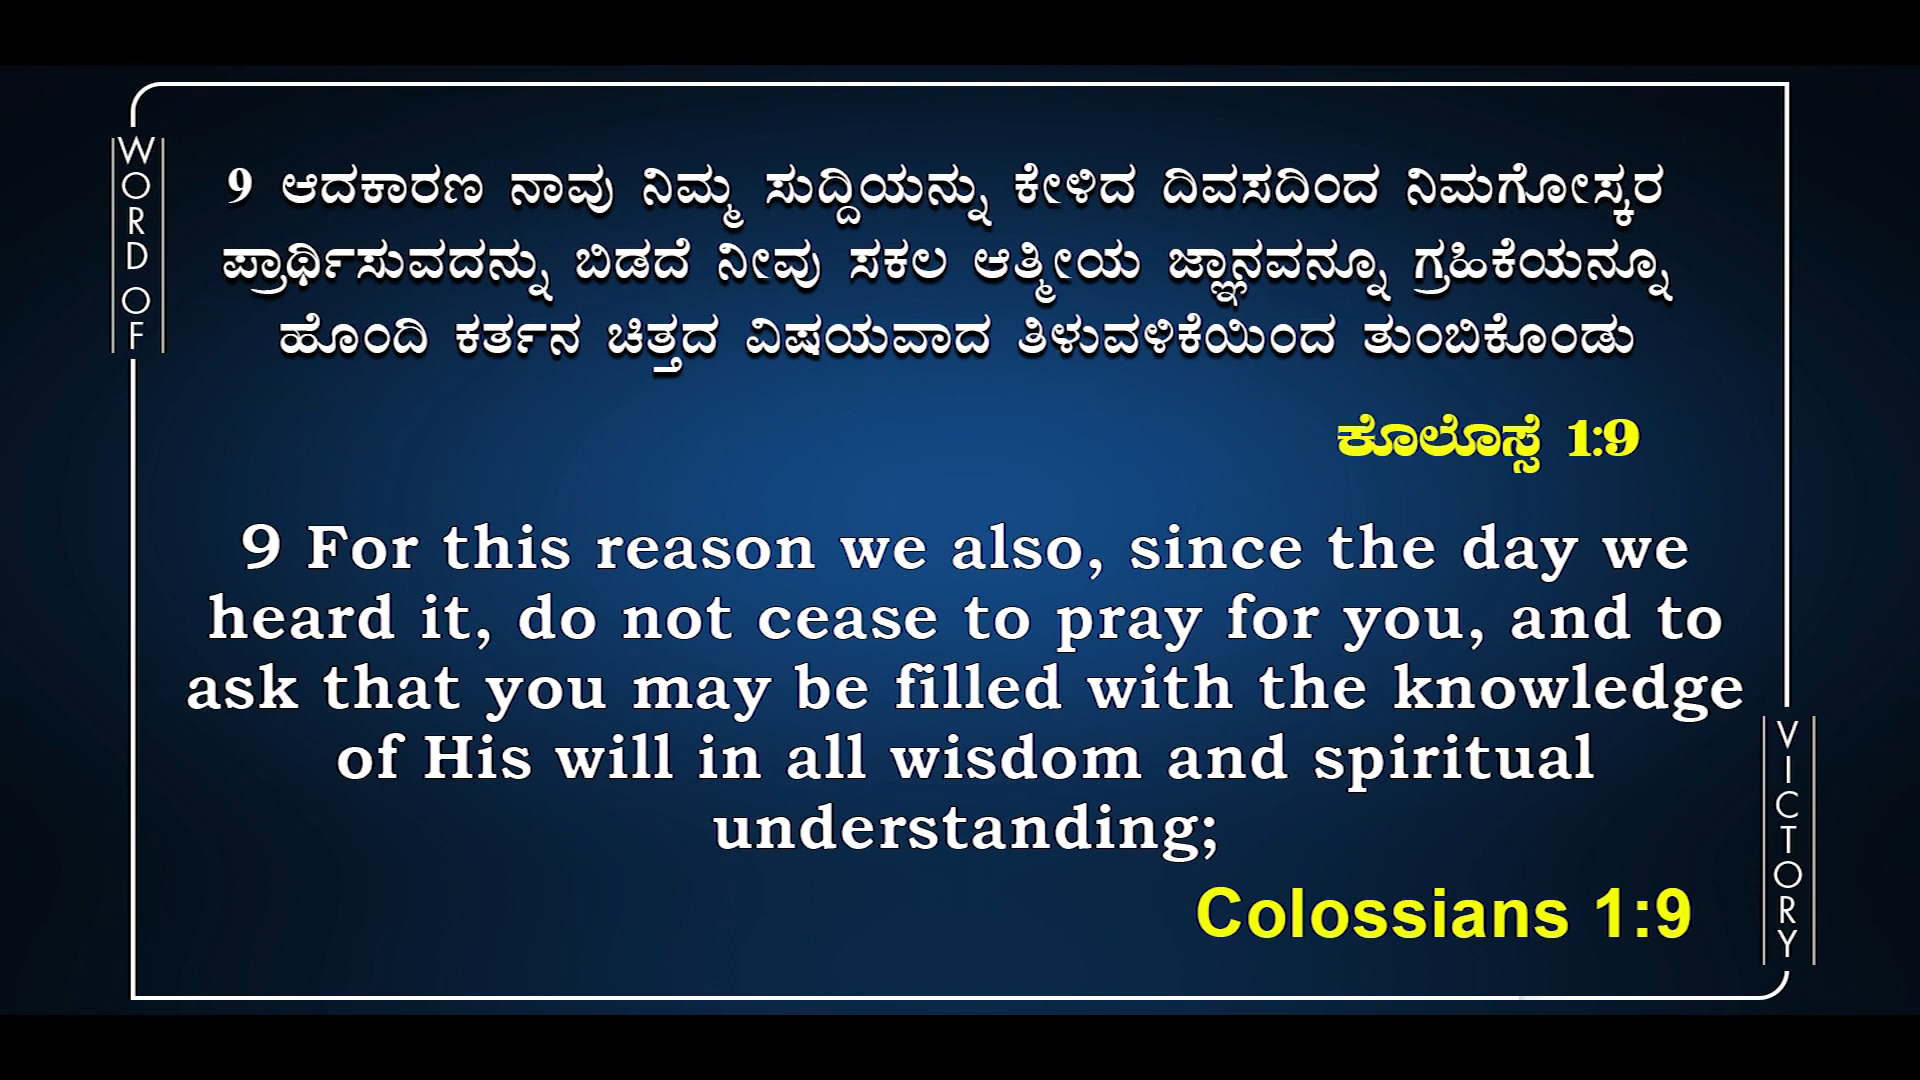 WORD OF
9 ಆದಕಾರಣ ನಾವು ನಿಮ್ಮ ಸುದ್ದಿಯನ್ನು ಕೇಳಿದ ದಿವಸದಿಂದ ನಿಮಗೋಸ್ಕರ
ಪ್ರಾರ್ಥಿಸುವದನ್ನು ಬಿಡದೆ ನೀವು ಸಕಲ ಆತ್ಮೀಯ ಜ್ಞಾನವನ್ನೂ ಗ್ರಹಿಕೆಯನ್ನೂ
ಹೊಂದಿ ಕರ್ತನ ಚಿತ್ತದ ವಿಷಯವಾದ ತಿಳುವಳಿಕೆಯಿಂದ ತುಂಬಿಕೊಂಡು
ಕೊಲೊಸ್ಸೆ 1:9
9 For this reason we also, since the day we
heard it, do not cease to pray for you, and to
ask that you may be filled with the knowledge
of His will in all wisdom and spiritual
understanding;
Colossians 1:9
VICTORY